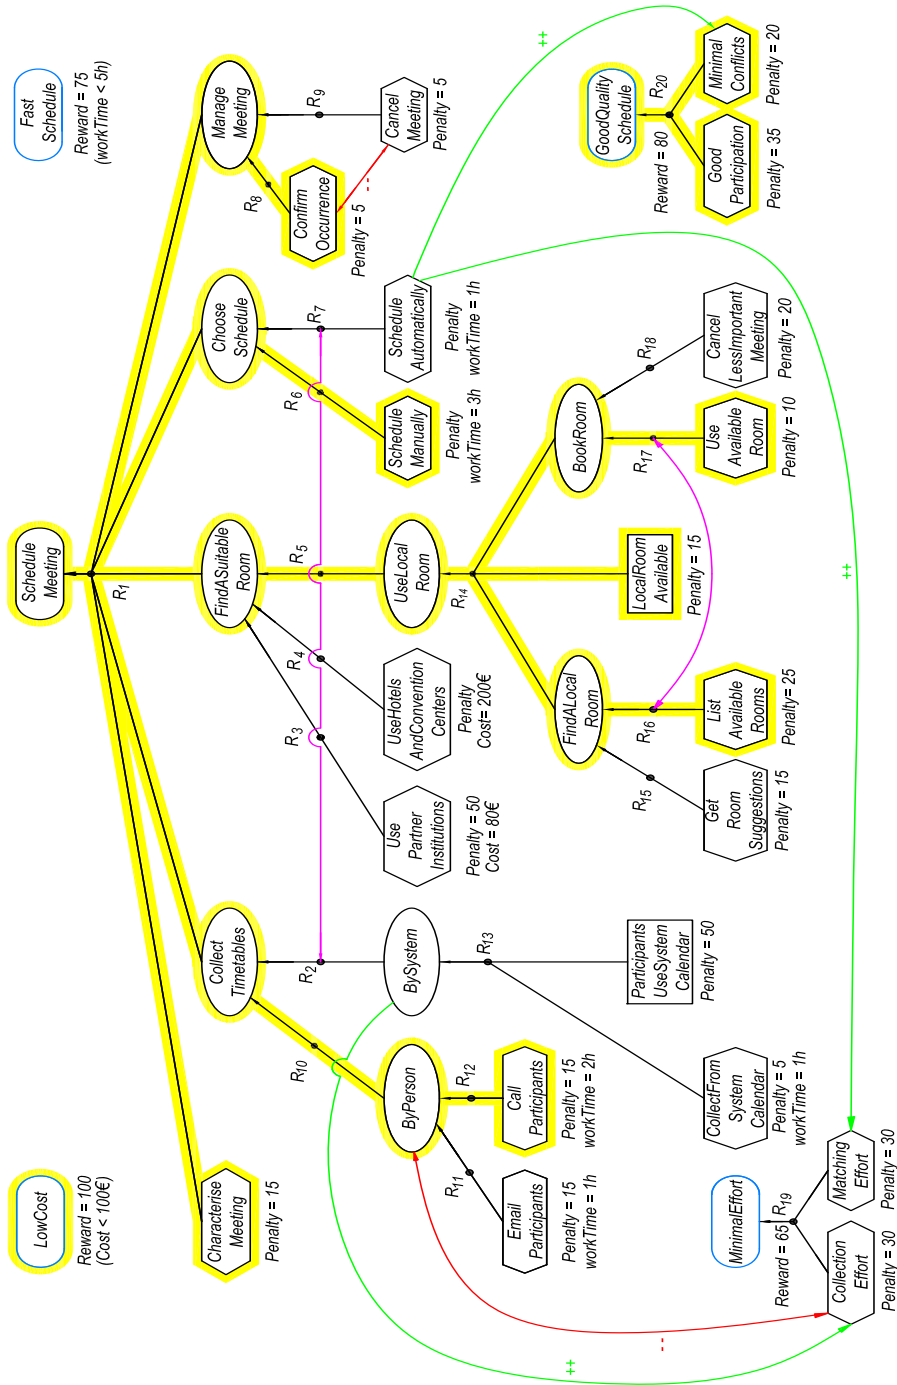 Schedule
Meeting
LowCost
Reward = 100
(Cost < 100€)
Fast
Schedule
Reward = 75
(workTime < 5h)
R1
Characterise
Meeting
Penalty = 15
Collect
Timetables
FindASuitable
Room
Choose
Schedule
Manage
Meeting
R10
R2
R3
R4
R5
R6
R7
R8
R9
Confirm
Occurrence
Penalty = 5
Cancel
Meeting
Penalty = 5
--
ByPerson
BySystem
Use
Partner
Institutions
Penalty = 50
Cost = 80€
UseHotels
AndConvention
Centers
Penalty
Cost= 200€
UseLocal
Room
Schedule
Manually
Penalty
workTime = 3h
Schedule
Automatically
Penalty
workTime = 1h
++
R11
R12
R13
R14
Email
Participants
Penalty = 15
workTime = 1h
Call
Participants
Penalty = 15
workTime = 2h
FindALocal
Room
BookRoom
CollectFrom
System
Calendar
Penalty = 5
workTime = 1h
Participants
UseSystem
Calendar
Penalty = 50
R15
R16
LocalRoom
Available
Penalty = 15
R17
R18
Get
Room
Suggestions
Penalty = 15
List
Available
Rooms
Penalty= 25
Use
Available
Room
Penalty = 10
Cancel
LessImportant
Meeting
Penalty = 20
GoodQuality
Schedule
Reward = 80
R20
Good
Participation
Penalty = 35
Minimal
Conflicts
Penalty = 20
MinimalEffort
Reward = 65
R19
Collection
Effort
Penalty = 30
Matching
Effort
Penalty = 30
++
--
++